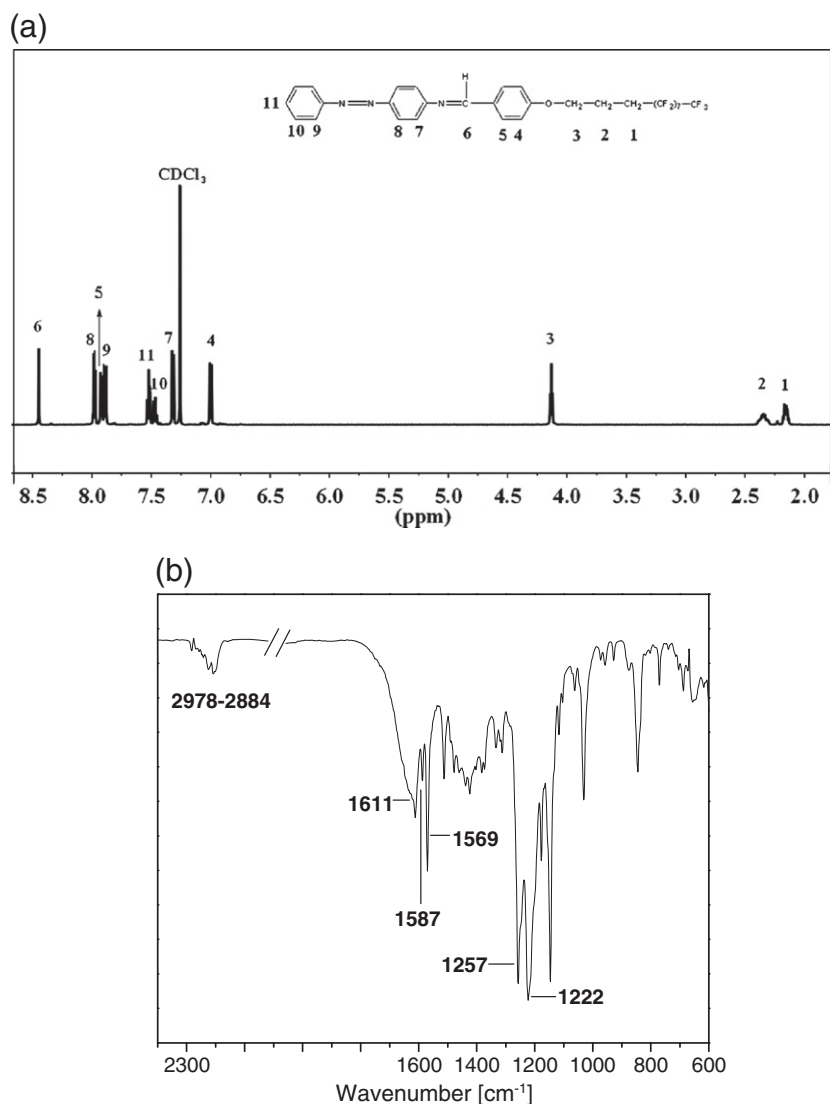 (a)
H
11 N N N O CH₂ CH₂ CH₂ (CF₂)₇ CF₃
10 9 8 7 6 5 4 3 2 1
CDCl₃
6 8 5 9 11 10 7 4 3 2 1
8.5 8.0 7.5 7.0 6.5 6.0 5.5 5.0 4.5 4.0 3.5 3.0 2.5 2.0
(ppm)
(b)
2978-2884
1611
1569
1587
1257
1222
2300 1600 1400 1200 1000 800 600
Wavenumber [cm⁻¹]